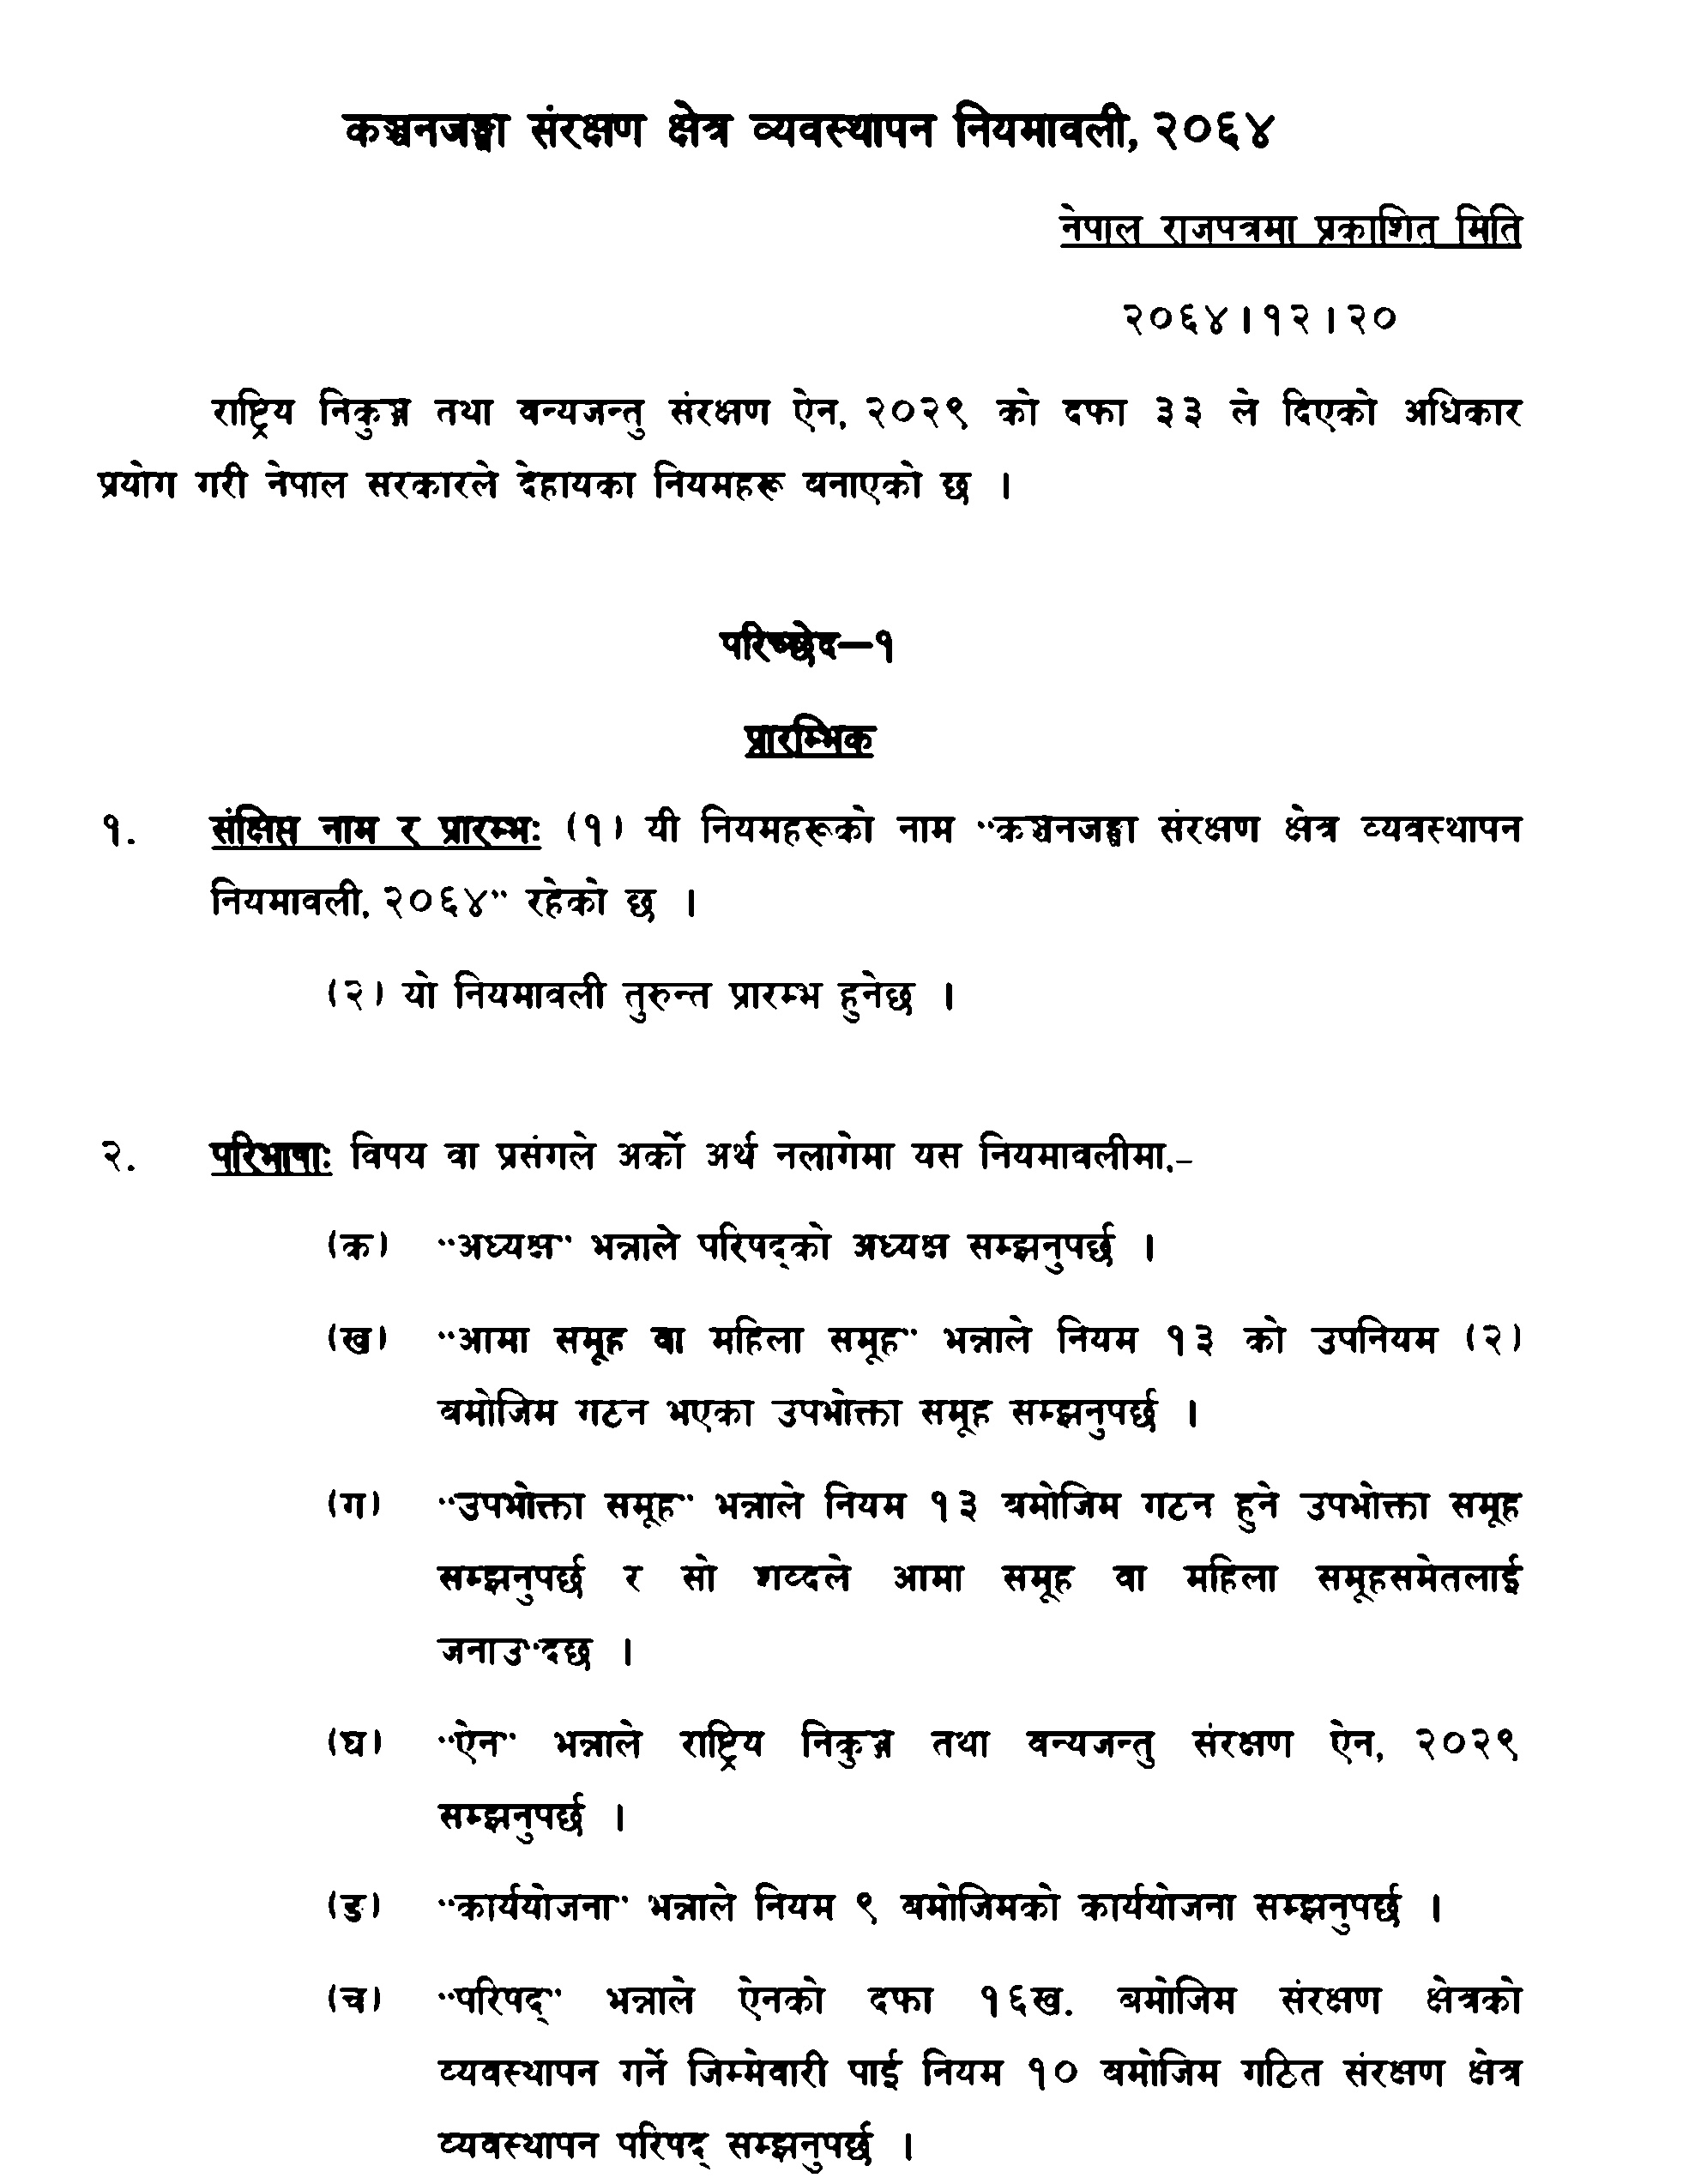 कञ्चनजङ्घा संरक्षण क्षेत्र व्यवस्थापन नियमावली, २०६४
नेपाल राजपत्रमा प्रकाशित मिति
२०६४।१२।२०
राष्ट्रिय निकुञ्ज तथा वन्यजन्तु संरक्षण ऐन, २०२९ को दफा ३३ ले दिएको अधिकार
प्रयोग गरी नेपाल सरकारले देहायका नियमहरू बनाएको छ ।
परिच्छेद–१
प्रारम्भिक
१. संक्षिप्त नाम र प्रारम्भः (१) यी नियमहरूको नाम "कञ्चनजङ्घा संरक्षण क्षेत्र व्यवस्थापन
नियमावली, २०६४" रहेको छ ।
(२) यो नियमावली तुरुन्त प्रारम्भ हुनेछ ।
२. परिभाषाः विषय वा प्रसंगले अर्को अर्थ नलागेमा यस नियमावलीमा,–
(क) "अध्यक्ष" भन्नाले परिषद्को अध्यक्ष सम्झनुपर्छ ।
(ख) "आमा समूह वा महिला समूह" भन्नाले नियम १३ को उपनियम (२)
बमोजिम गठन भएका उपभोक्ता समूह सम्झनुपर्छ ।
(ग) "उपभोक्ता समूह" भन्नाले नियम १३ बमोजिम गठन हुने उपभोक्ता समूह
सम्झनुपर्छ र सो शब्दले आमा समूह वा महिला समूहसमेतलाई
जनाउ"दछ ।
(घ) "ऐन" भन्नाले राष्ट्रिय निकुञ्ज तथा वन्यजन्तु संरक्षण ऐन, २०२९
सम्झनुपर्छ ।
(ङ) "कार्ययोजना" भन्नाले नियम ९ बमोजिमको कार्ययोजना सम्झनुपर्छ ।
(च) "परिषद्" भन्नाले ऐनको दफा १६ख. बमोजिम संरक्षण क्षेत्रको
व्यवस्थापन गर्ने जिम्मेवारी पाई नियम १० बमोजिम गठित संरक्षण क्षेत्र
व्यवस्थापन परिषद् सम्झनुपर्छ ।